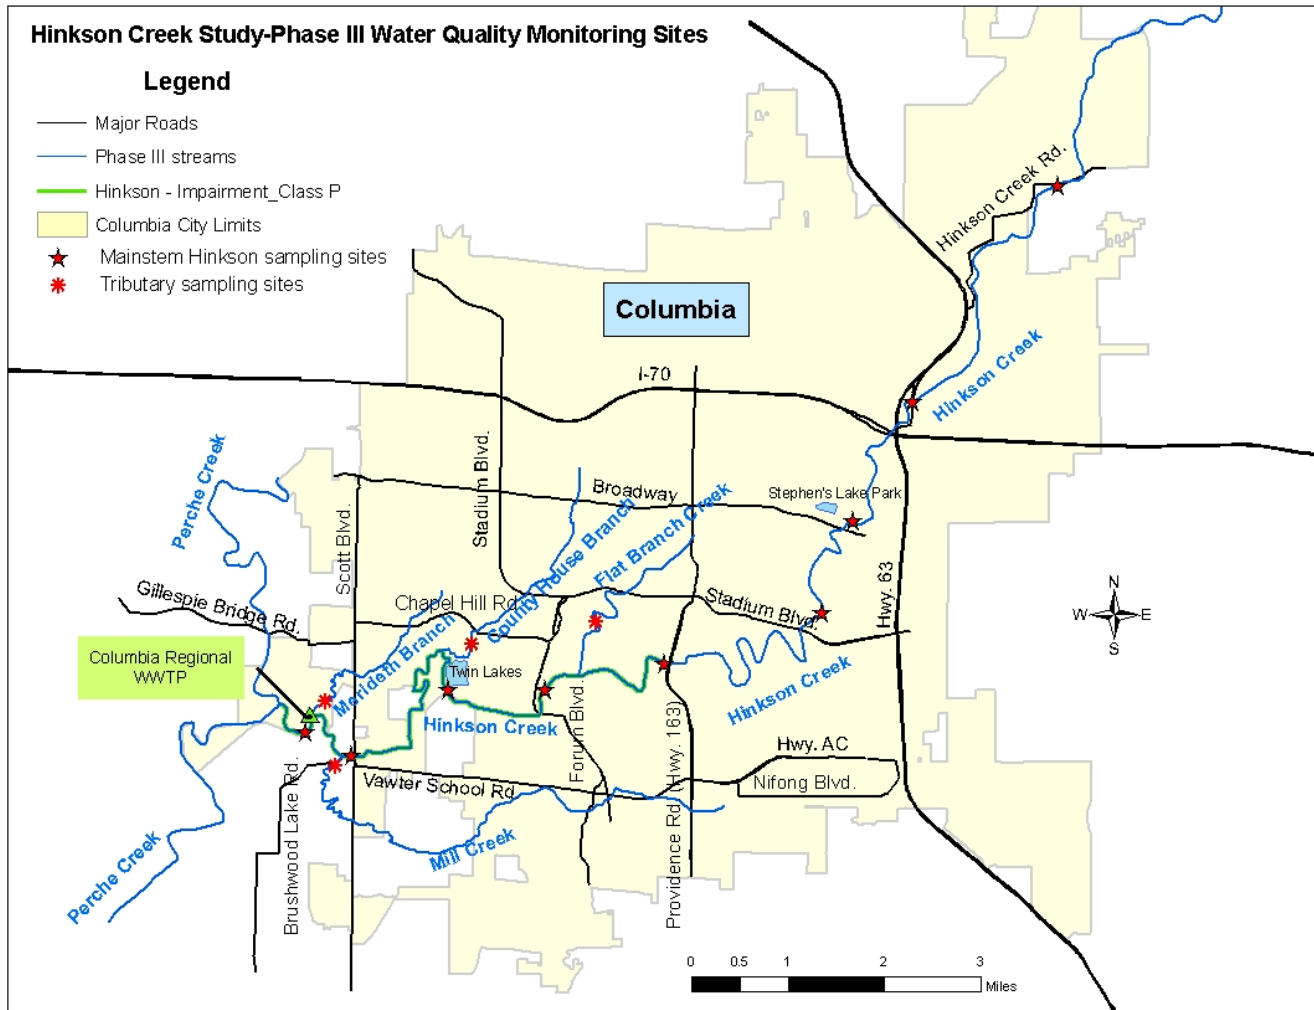 Hinkson Creek Study-Phase III Water Quality Monitoring Sites
Legend
Major Roads
Phase III streams
Hinkson - Impairment_Class P
Columbia City Limits
Mainstem Hinkson sampling sites
Tributary sampling sites
Columbia
Hinkson Creek Rd.
Hinkson Creek
I-70
Perche Creek
Scott Blvd.
Stadium Blvd.
Broadway
Stephen's Lake Park
County House Branch
Flat Branch Creek
Hwy. 63
Gillespie Bridge Rd.
Chapel Hill Rd.
Stadium Blvd.
N
W
E
S
Columbia Regional
WWTP
Merideth Branch
Twin Lakes
Hinkson Creek
Hinkson Creek
Forum Blvd.
Providence Rd. (Hwy. 163)
Hwy. AC
Nifong Blvd.
Vawter School Rd
Brushwood Lake Rd.
Mill Creek
Perche Creek
0 0.5 1 2 3
Miles